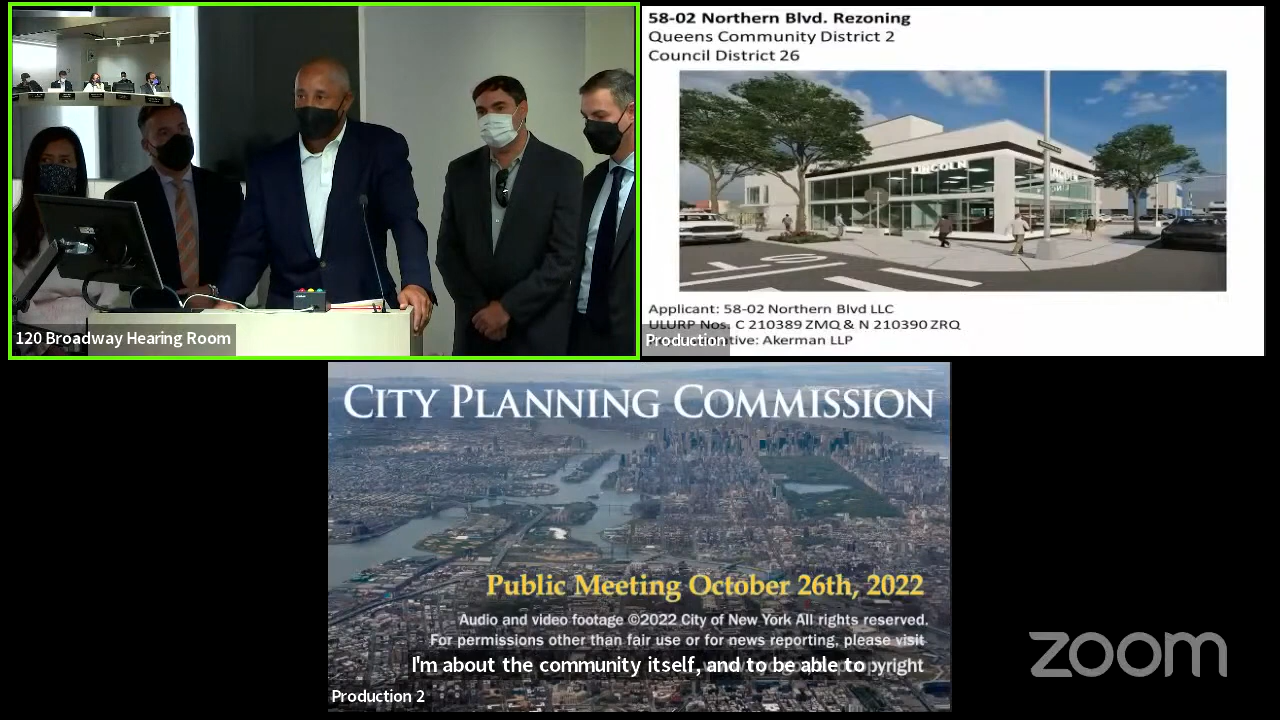 120 Broadway Hearing Room
58-02 Northern Blvd. Rezoning
Queens Community District 2
Council District 26
LINCOLN
Applicant: 58-02 Northern Blvd LLC
ULURP Nos. C 210389 ZMQ & N 210390 ZRQ
Akerman LLP
Production
CITY PLANNING COMMISSION
Public Meeting October 26th, 2022
Audio and video footage ©2022 City of New York All rights reserved.
For permissions other than fair use or for news reporting, please visit
I'm about the community itself, and to be able to
Production 2
zoom